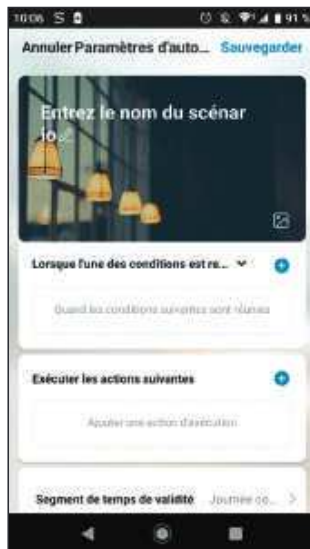 10:06 S 91 %
Annuler Paramètres d'auto... Sauvegarder
Entrez le nom du scénar
io
Lorsque l'une des conditions est re...
Quand les conditions suivantes sont réunies
Exécuter les actions suivantes
Ajouter une action d'exécution
Segment de temps de validité Journée co...